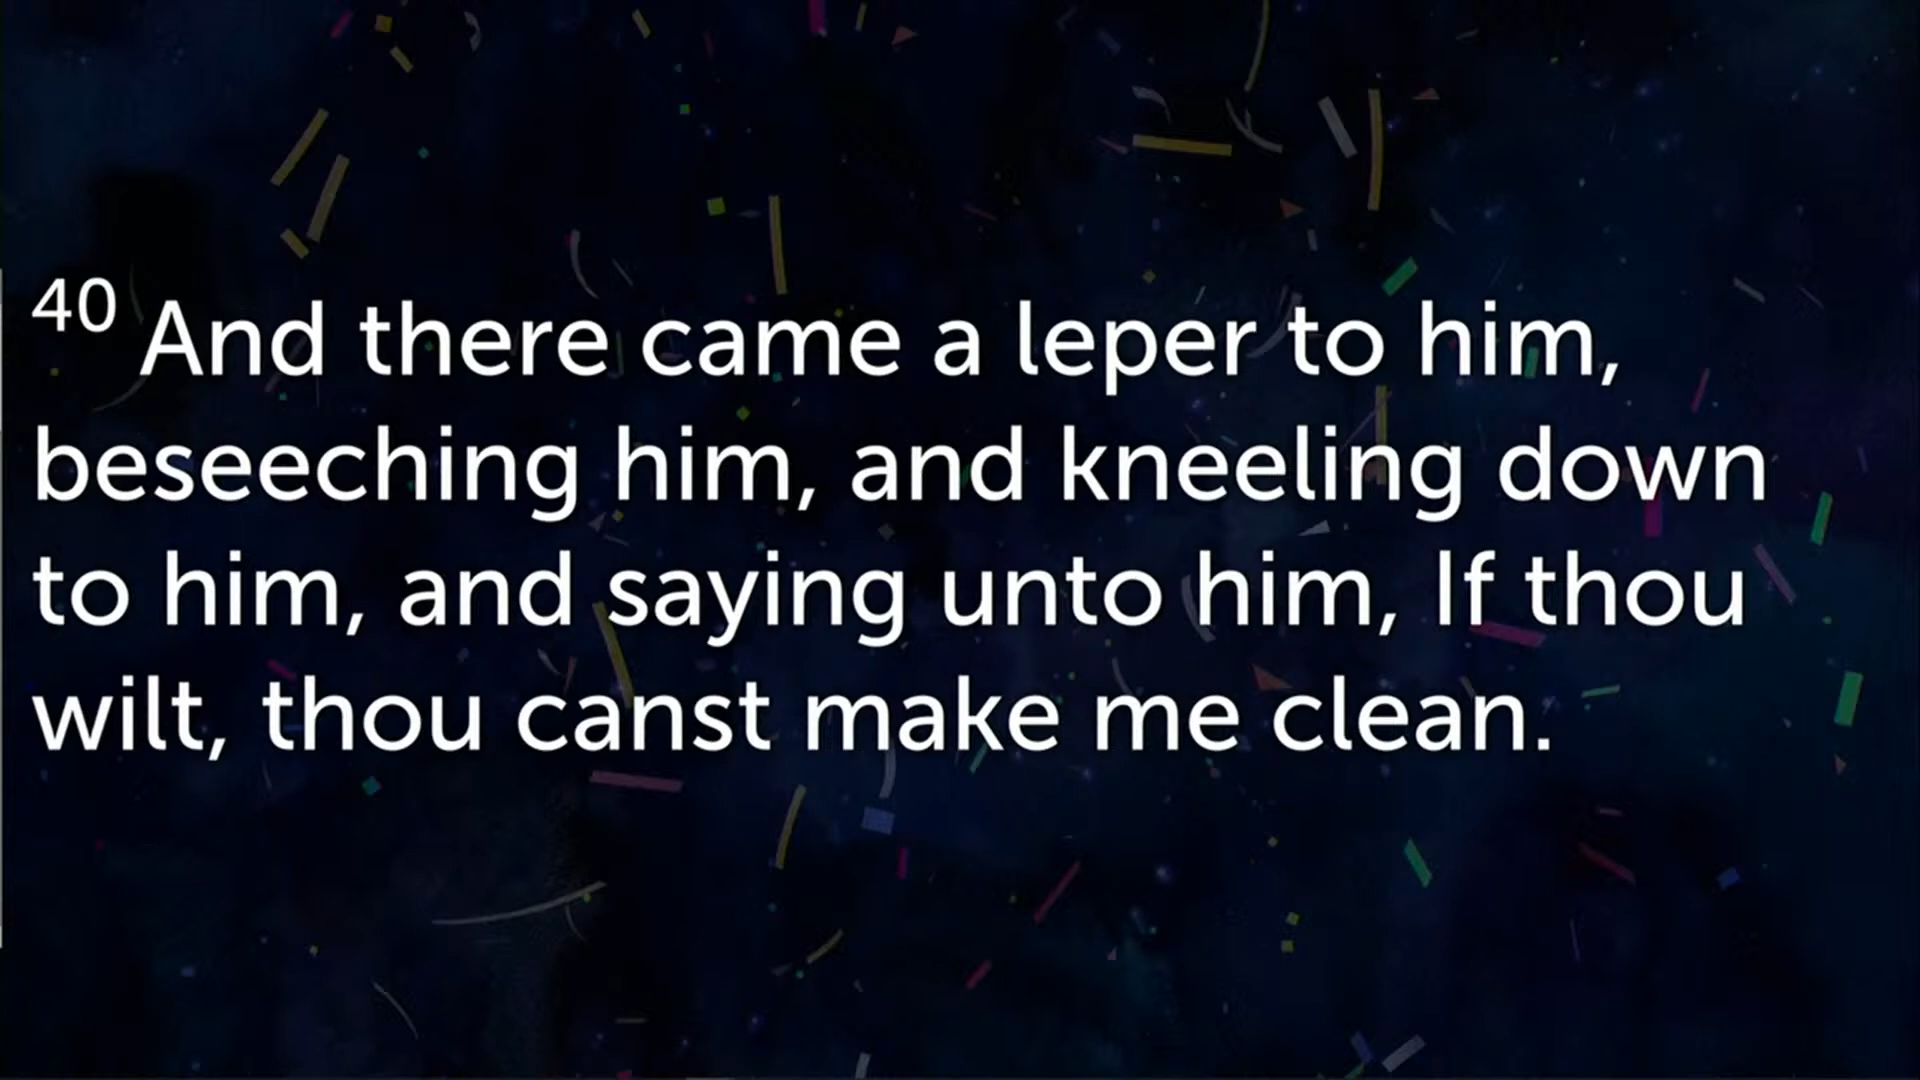 40 And there came a leper to him,
beseeching him, and kneeling down
to him, and saying unto him, If thou
wilt, thou canst make me clean.